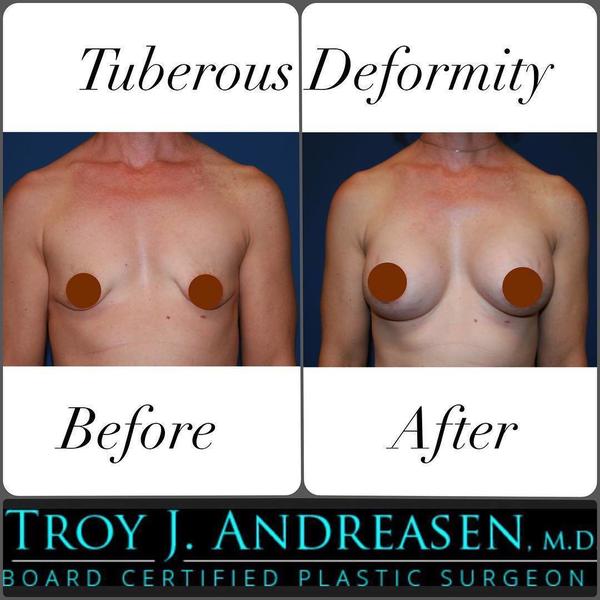 Tuberous Deformity
Before
After
TROY J. ANDREASEN, M.D
BOARD CERTIFIED PLASTIC SURGEON